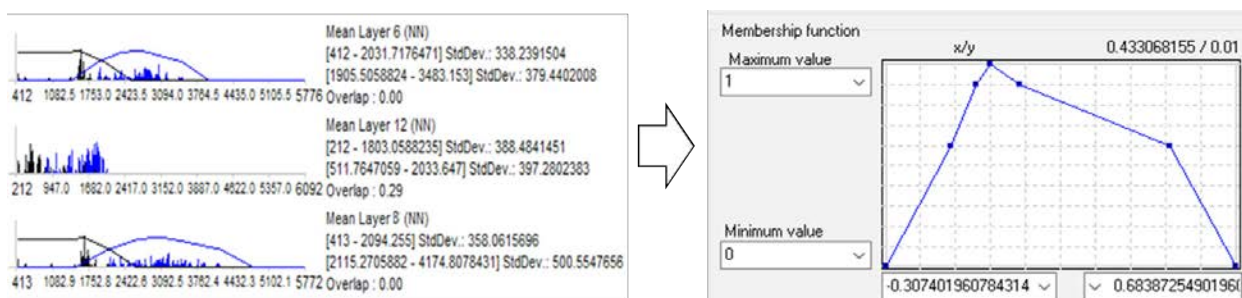 Mean Layer 6 (NN)
[412 - 2031.7176471] StdDev.: 338.2391504
[1905.5058824 - 3483.153] StdDev.: 379.4402008
412 1082.5 1753.0 2423.5 3094.0 3764.5 4435.0 5105.5 5776 Overlap : 0.00
Mean Layer 12 (NN)
[212 - 1803.0588235] StdDev.: 388.4841451
[511.7647059 - 2033.647] StdDev.: 397.2802383
212 947.0 1682.0 2417.0 3152.0 3887.0 4622.0 5357.0 6092 Overlap : 0.29
Mean Layer 8 (NN)
[413 - 2094.255] StdDev.: 358.0615696
[2115.2705882 - 4174.8078431] StdDev.: 500.5547656
413 1082.9 1752.8 2422.6 3092.5 3762.4 4432.3 5102.1 5772 Overlap : 0.00
Membership function
x/y 0.433068155 / 0.01
Maximum value
1
Minimum value
0
-0.307401960784314 0.68387254901960